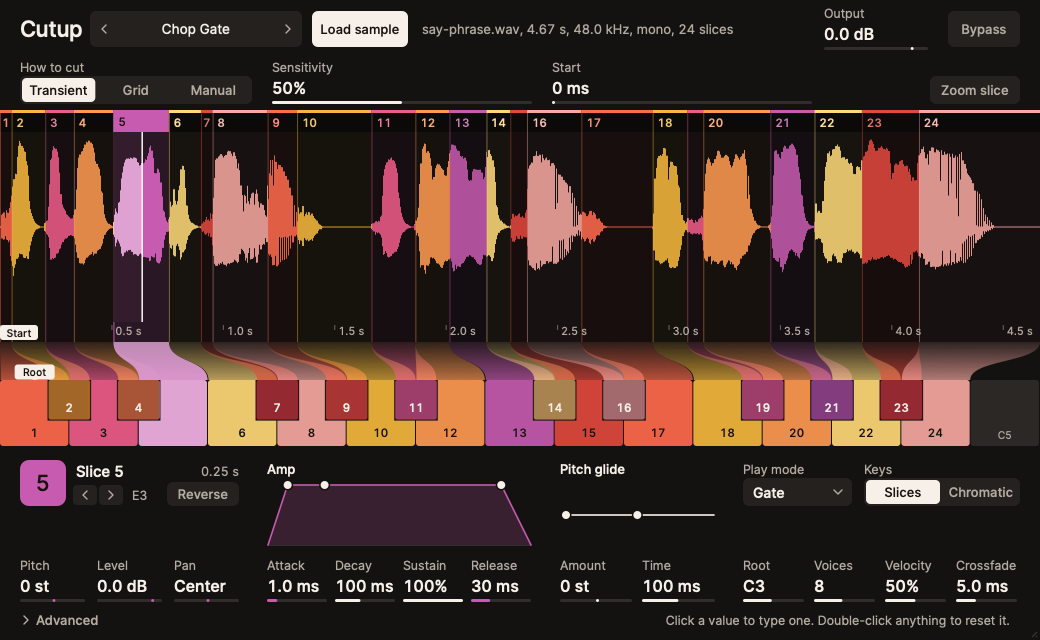 Cutup < Chop Gate > Load sample say-phrase.wav, 4.67 s, 48.0 kHz, mono, 24 slices Output 0.0 dB Bypass
How to cut Sensitivity Start
Transient Grid Manual 50% 0 ms Zoom slice
1 2 3 4 5 6 7 8 9 10 11 12 13 14 16 17 18 20 21 22 23 24
Start 0.5 s 1.0 s 1.5 s 2.0 s 2.5 s 3.0 s 3.5 s 4.0 s 4.5 s
Root
2 4 7 9 11 14 16 19 21 23
1 3 6 8 10 12 13 15 17 18 20 22 24 C5
5 Slice 5 0.25 s Amp Pitch glide Play mode Keys
< > E3 Reverse Gate Slices Chromatic
Pitch Level Pan Attack Decay Sustain Release Amount Time Root Voices Velocity Crossfade
0 st 0.0 dB Center 1.0 ms 100 ms 100% 30 ms 0 st 100 ms C3 8 50% 5.0 ms
> Advanced Click a value to type one. Double-click anything to reset it.